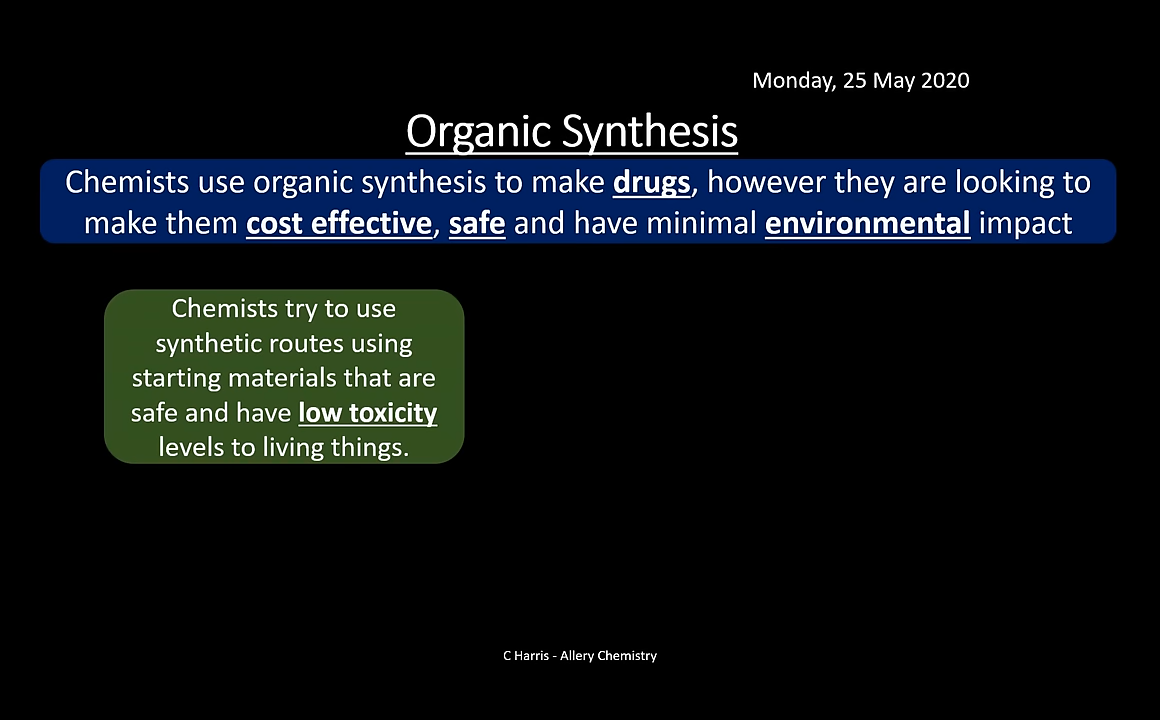 Monday, 25 May 2020
Organic Synthesis
Chemists use organic synthesis to make drugs, however they are looking to
make them cost effective, safe and have minimal environmental impact
Chemists try to use
synthetic routes using
starting materials that are
safe and have low toxicity
levels to living things.
C Harris - Allery Chemistry